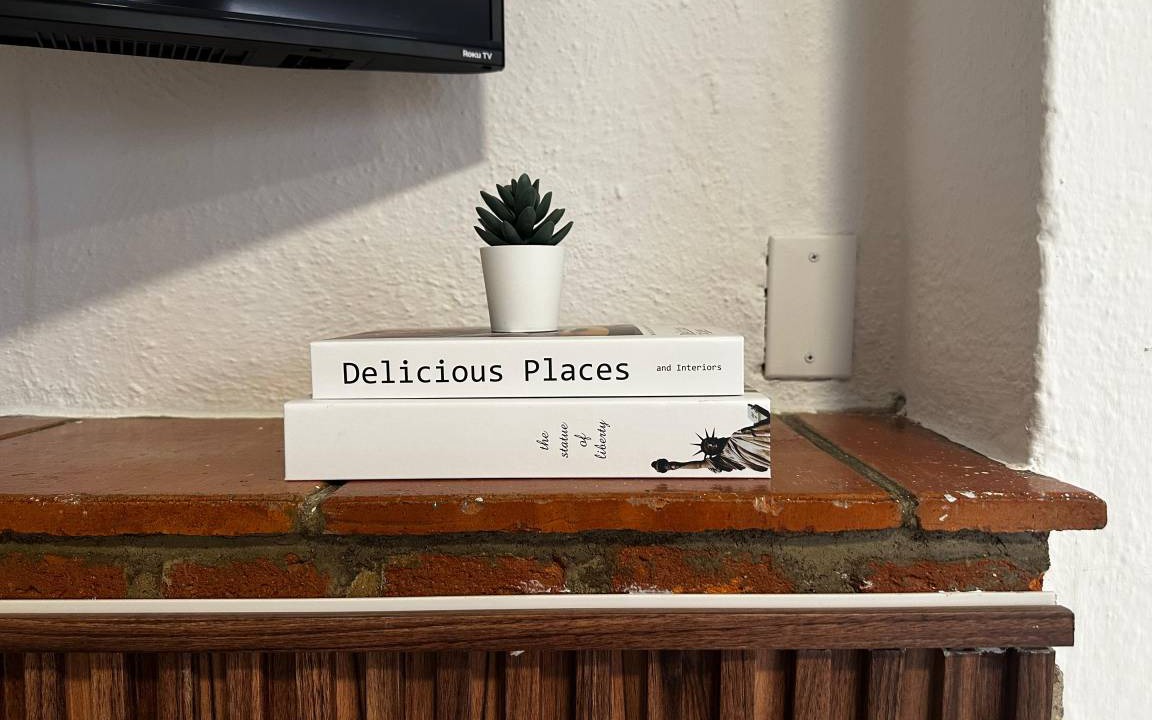 Roku TV
Delicious Places
and Interiors
the
statue
of
liberty